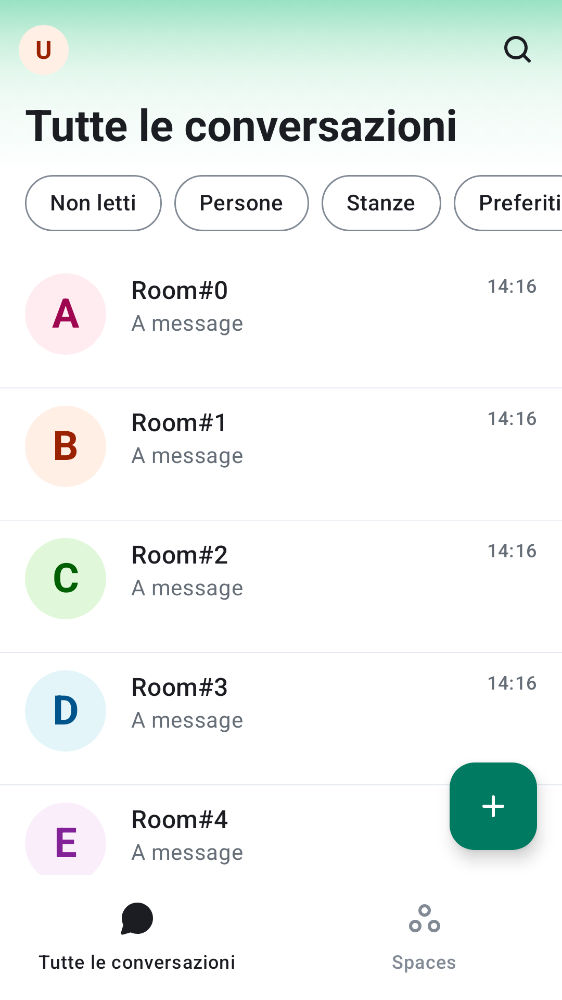 U
Tutte le conversazioni
Non letti Persone Stanze Preferiti
A Room#0 14:16
A message
B Room#1 14:16
A message
C Room#2 14:16
A message
D Room#3 14:16
A message
E Room#4
A message
Tutte le conversazioni Spaces